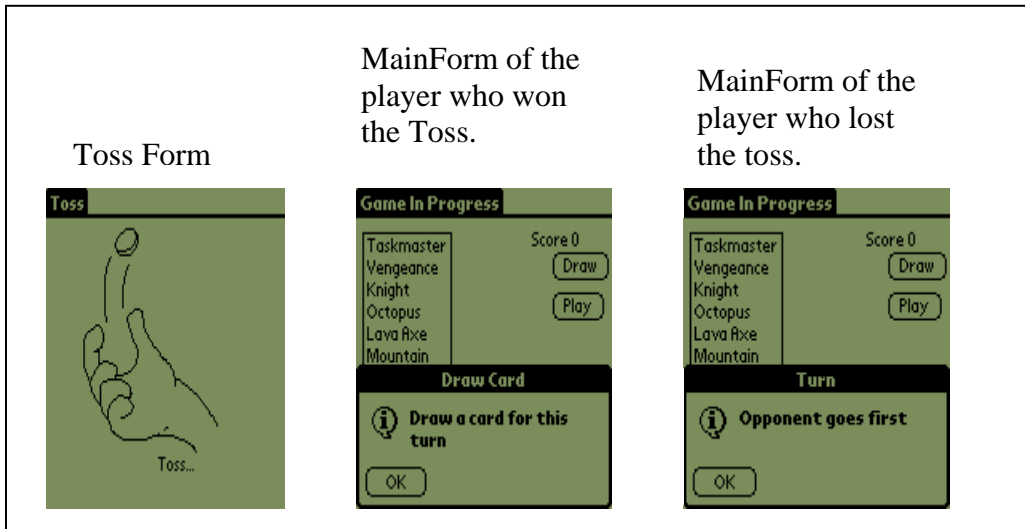 Toss Form
Toss
Toss...
MainForm of the
player who won
the Toss.
Game In Progress
Taskmaster
Vengeance
Knight
Octopus
Lava Axe
Mountain
Score 0
Draw
Play
Draw Card
Draw a card for this
turn
OK
MainForm of the
player who lost
the toss.
Game In Progress
Taskmaster
Vengeance
Knight
Octopus
Lava Axe
Mountain
Score 0
Draw
Play
Turn
Opponent goes first
OK